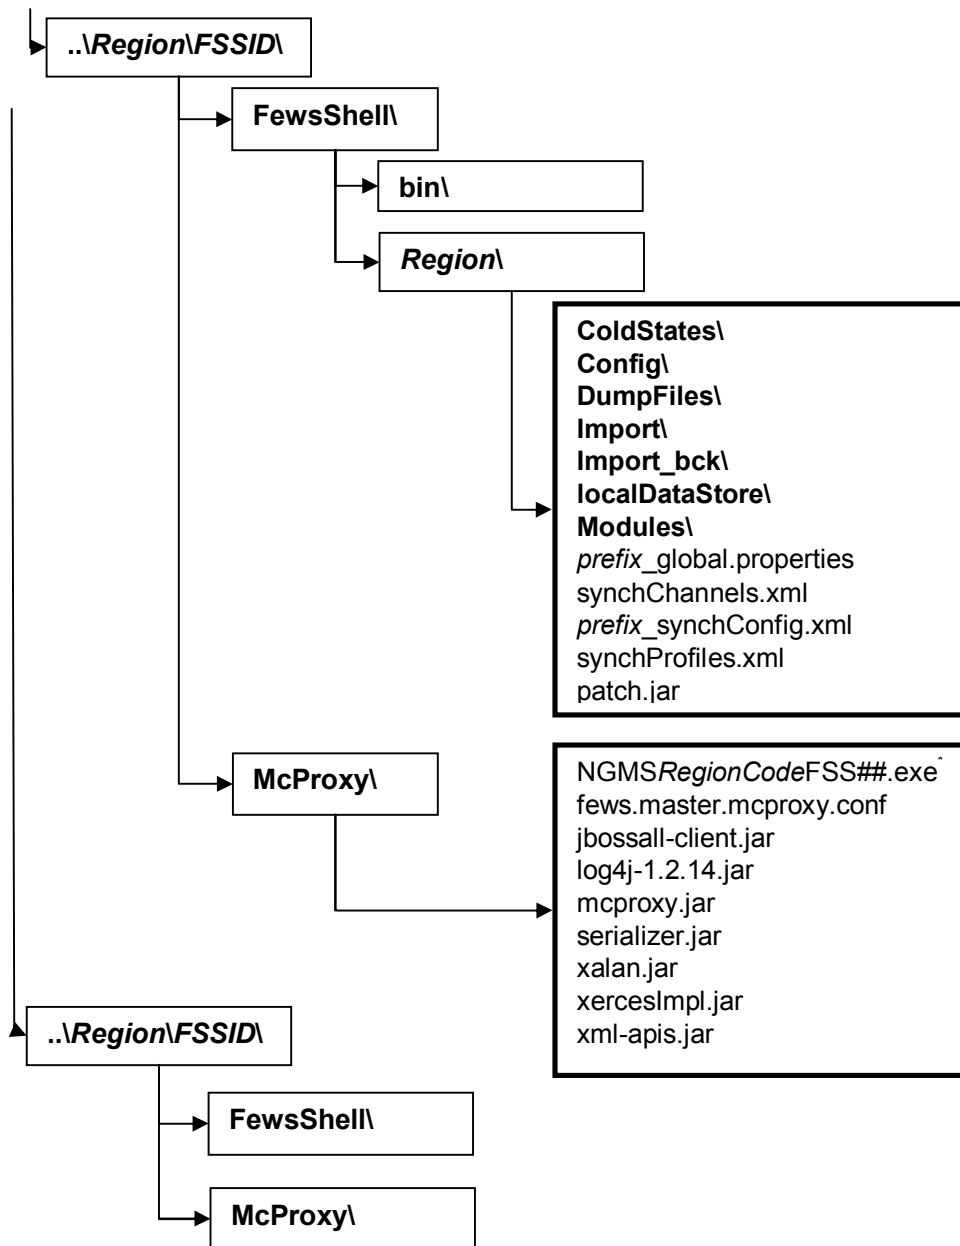 ..\Region\FSSID\
FewsShell\
bin\
Region\
ColdStates\
Config\
DumpFiles\
Import\
Import_bck\
localDataStore\
Modules\
prefix_global.properties
synchChannels.xml
prefix_synchConfig.xml
synchProfiles.xml
patch.jar
McProxy\
NGMSRegionCodeFSS##.exe
fews.master.mcproxy.conf
jbossall-client.jar
log4j-1.2.14.jar
mcproxy.jar
serializer.jar
xalan.jar
xercesImpl.jar
xml-apis.jar
..\Region\FSSID\
FewsShell\
McProxy\